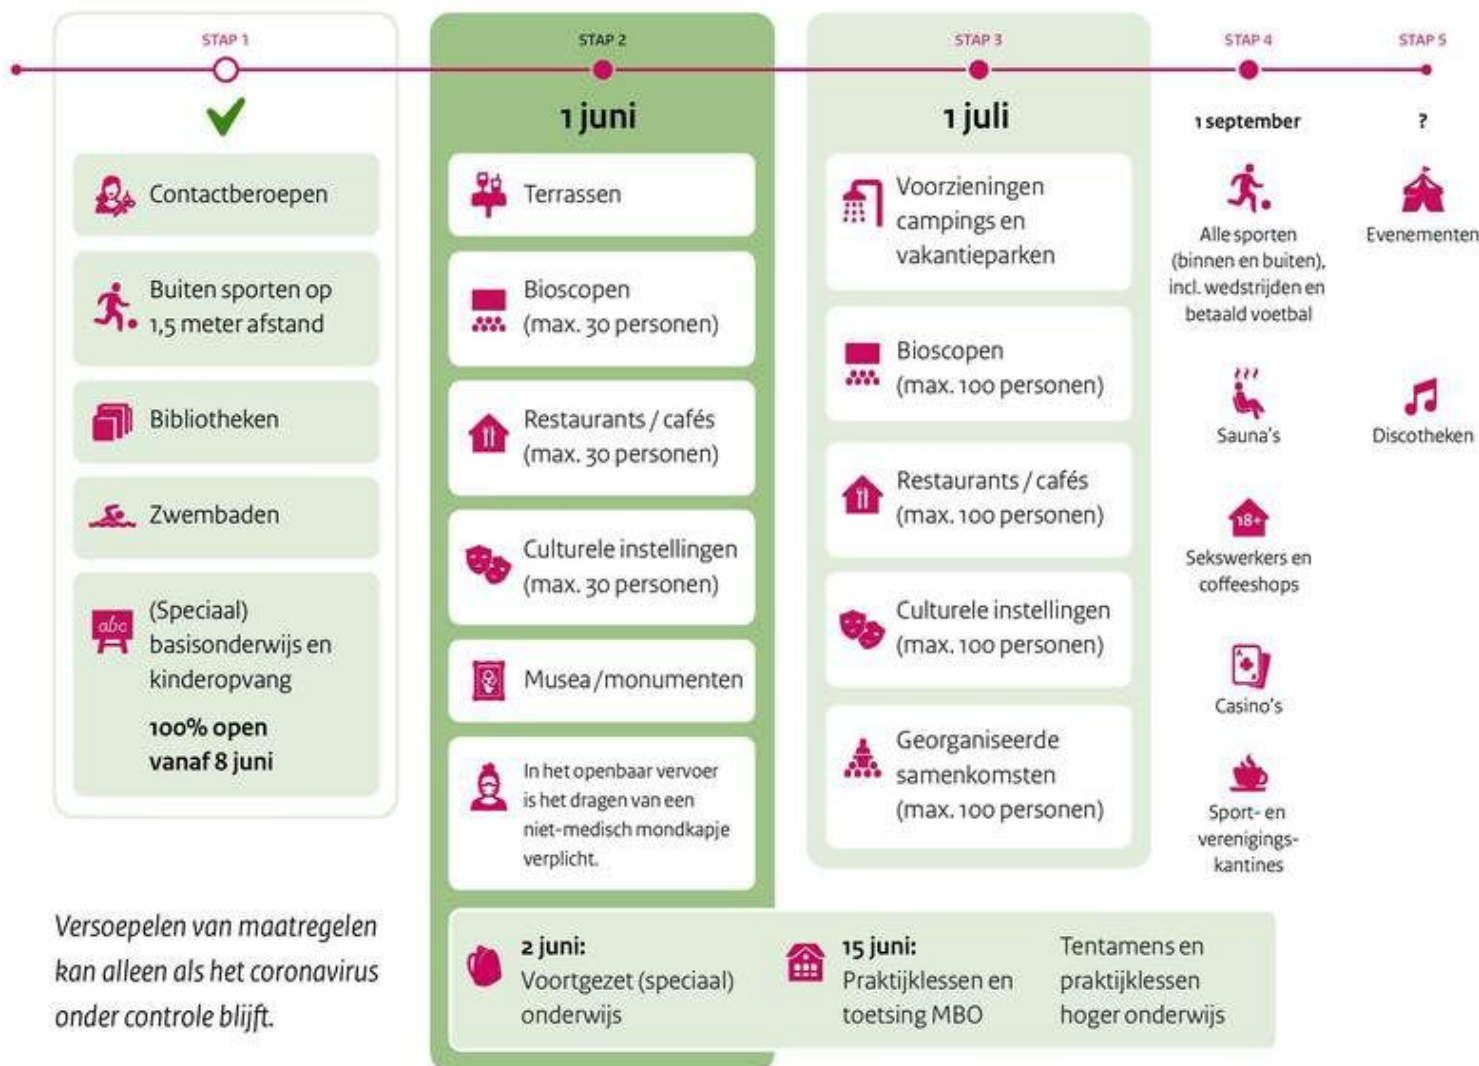 STAP 1
Contactberoepen
Buiten sporten op
1,5 meter afstand
Bibliotheken
Zwembaden
abc
(Speciaal)
basisonderwijs en
kinderopvang
100% open
vanaf 8 juni
STAP 2
1 juni
Terrassen
Bioscopen
(max. 30 personen)
Restaurants / cafés
(max. 30 personen)
Culturele instellingen
(max. 30 personen)
Musea/monumenten
In het openbaar vervoer
is het dragen van een
niet-medisch mondkapje
verplicht.
STAP 3
1 juli
Voorzieningen
campings en
vakantieparken
Bioscopen
(max. 100 personen)
Restaurants / cafés
(max. 100 personen)
Culturele instellingen
(max. 100 personen)
Georganiseerde
samenkomsten
(max. 100 personen)
STAP 4
1 september
Alle sporten
(binnen en buiten),
incl. wedstrijden en
betaald voetbal
Sauna's
18+
Sekswerkers en
coffeeshops
Casino's
Sport- en
verenigings-
kantines
STAP 5
?
Evenementen
Discotheken
Versoepelen van maatregelen
kan alleen als het coronavirus
onder controle blijft.
2 juni:
Voortgezet (speciaal)
onderwijs
15 juni:
Praktijklessen en
toetsing MBO
Tentamens en
praktijklessen
hoger onderwijs